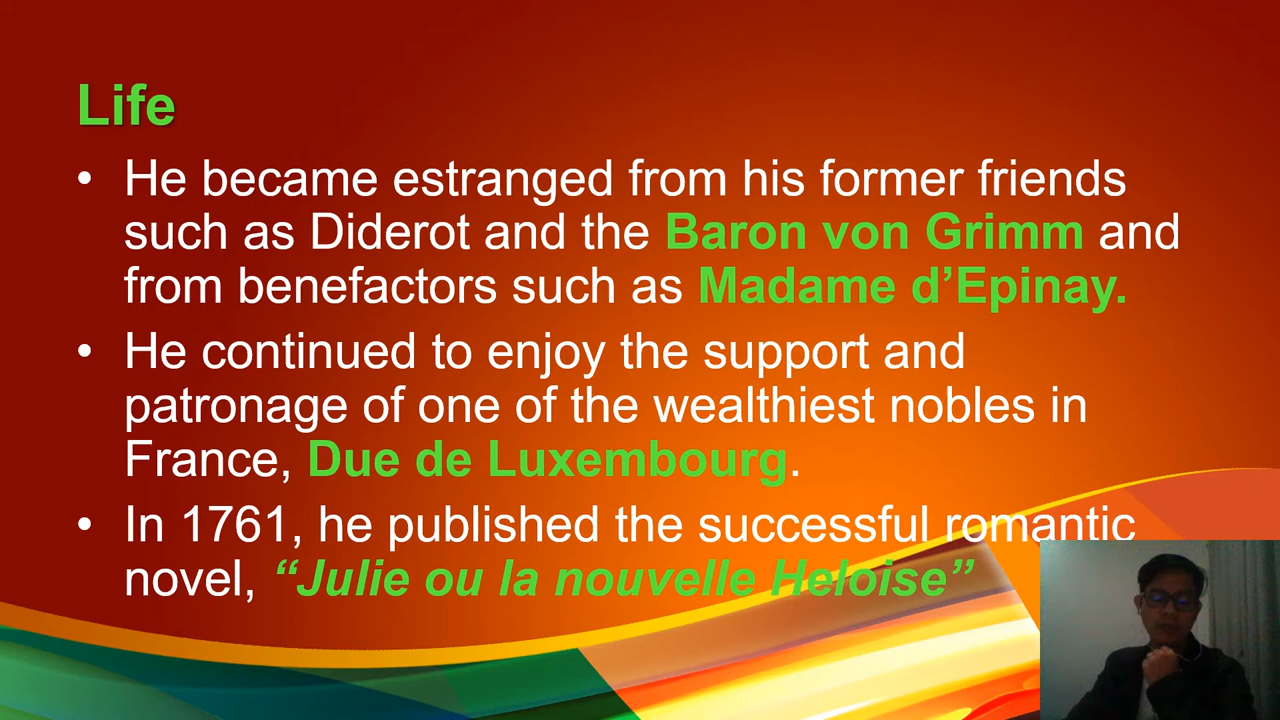 Life
• He became estranged from his former friends
such as Diderot and the Baron von Grimm and
from benefactors such as Madame d’Epinay.
• He continued to enjoy the support and
patronage of one of the wealthiest nobles in
France, Due de Luxembourg.
• In 1761, he published the successful romantic
novel, “Julie ou la nouvelle Heloise”